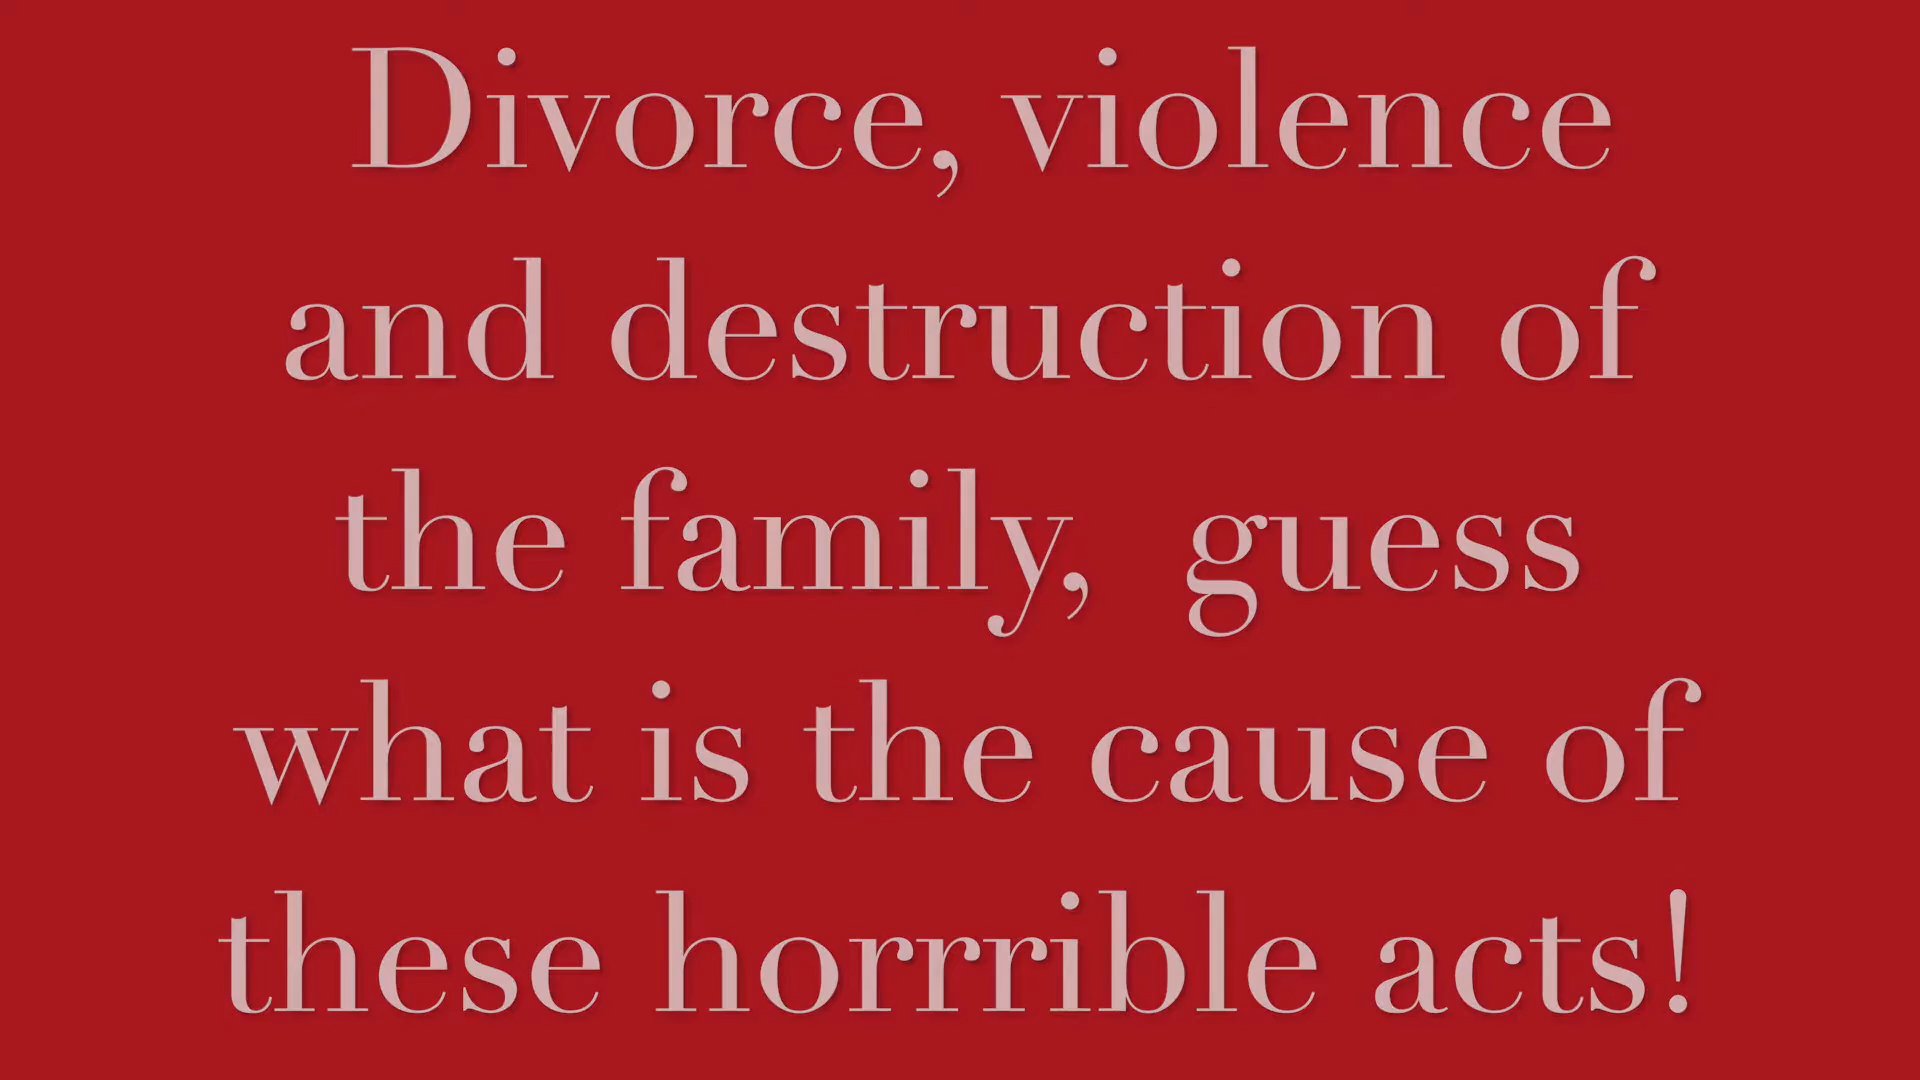 Divorce, violence
and destruction of
the family,  guess
what is the cause of
these horrrible acts!